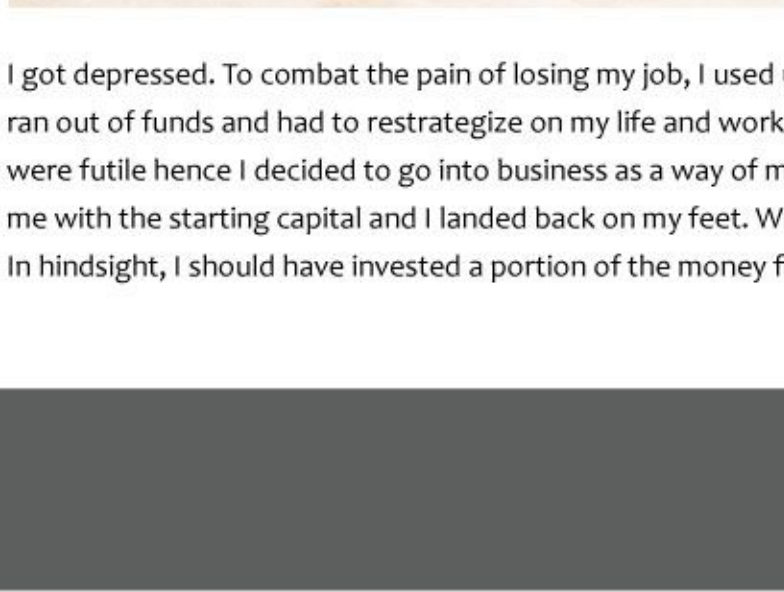 I got depressed. To combat the pain of losing my job, I used
ran out of funds and had to restrategize on my life and work
were futile hence I decided to go into business as a way of
me with the starting capital and I landed back on my feet.
In hindsight, I should have invested a portion of the money